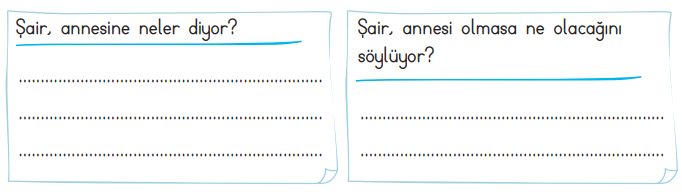 Şair, annesine neler diyor?
Şair, annesi olmasa ne olacağını
söylüyor?